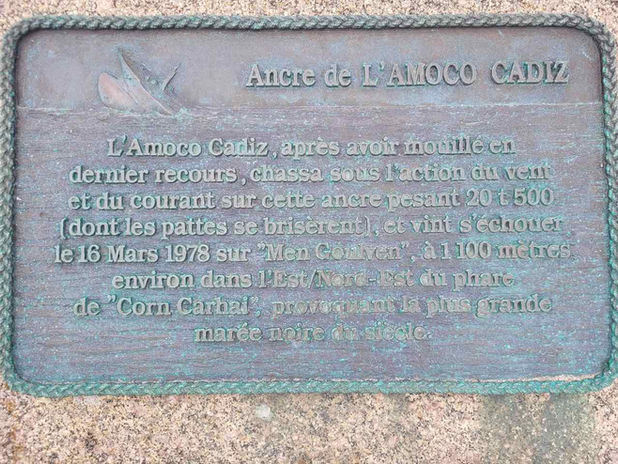 Ancre de L'AMOCO CADIZ
L'Amoco Cadiz, après avoir mouillé en
dernier recours, chassa sous l'action du vent
et du courant sur cette ancre pesant 20 t 500
(dont les pattes se brisèrent), et vint s'échouer
le 16 Mars 1978 sur "Men Goulven", à 1 100 mètres
environ dans l'Est/Nord-Est du phare
de "Corn Carhai", provoquant la plus grande
marée noire du siècle.